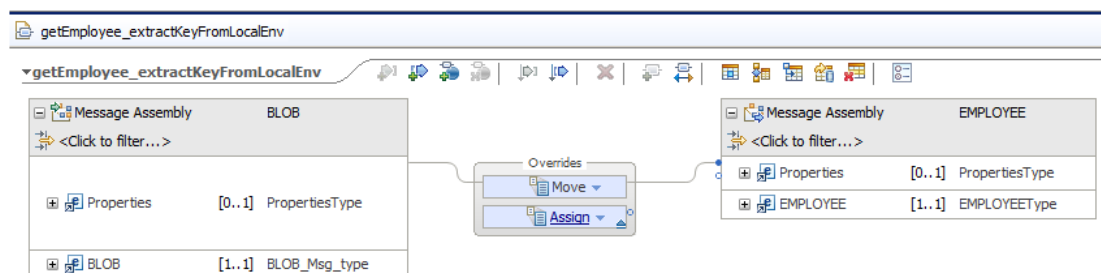 getEmployee_extractKeyFromLocalEnv
getEmployee_extractKeyFromLocalEnv
Message Assembly BLOB
<Click to filter...>
Properties [0..1] PropertiesType
BLOB [1..1] BLOB_Msg_type
Overrides
Move
Assign
Message Assembly EMPLOYEE
<Click to filter...>
Properties [0..1] PropertiesType
EMPLOYEE [1..1] EMPLOYEEType